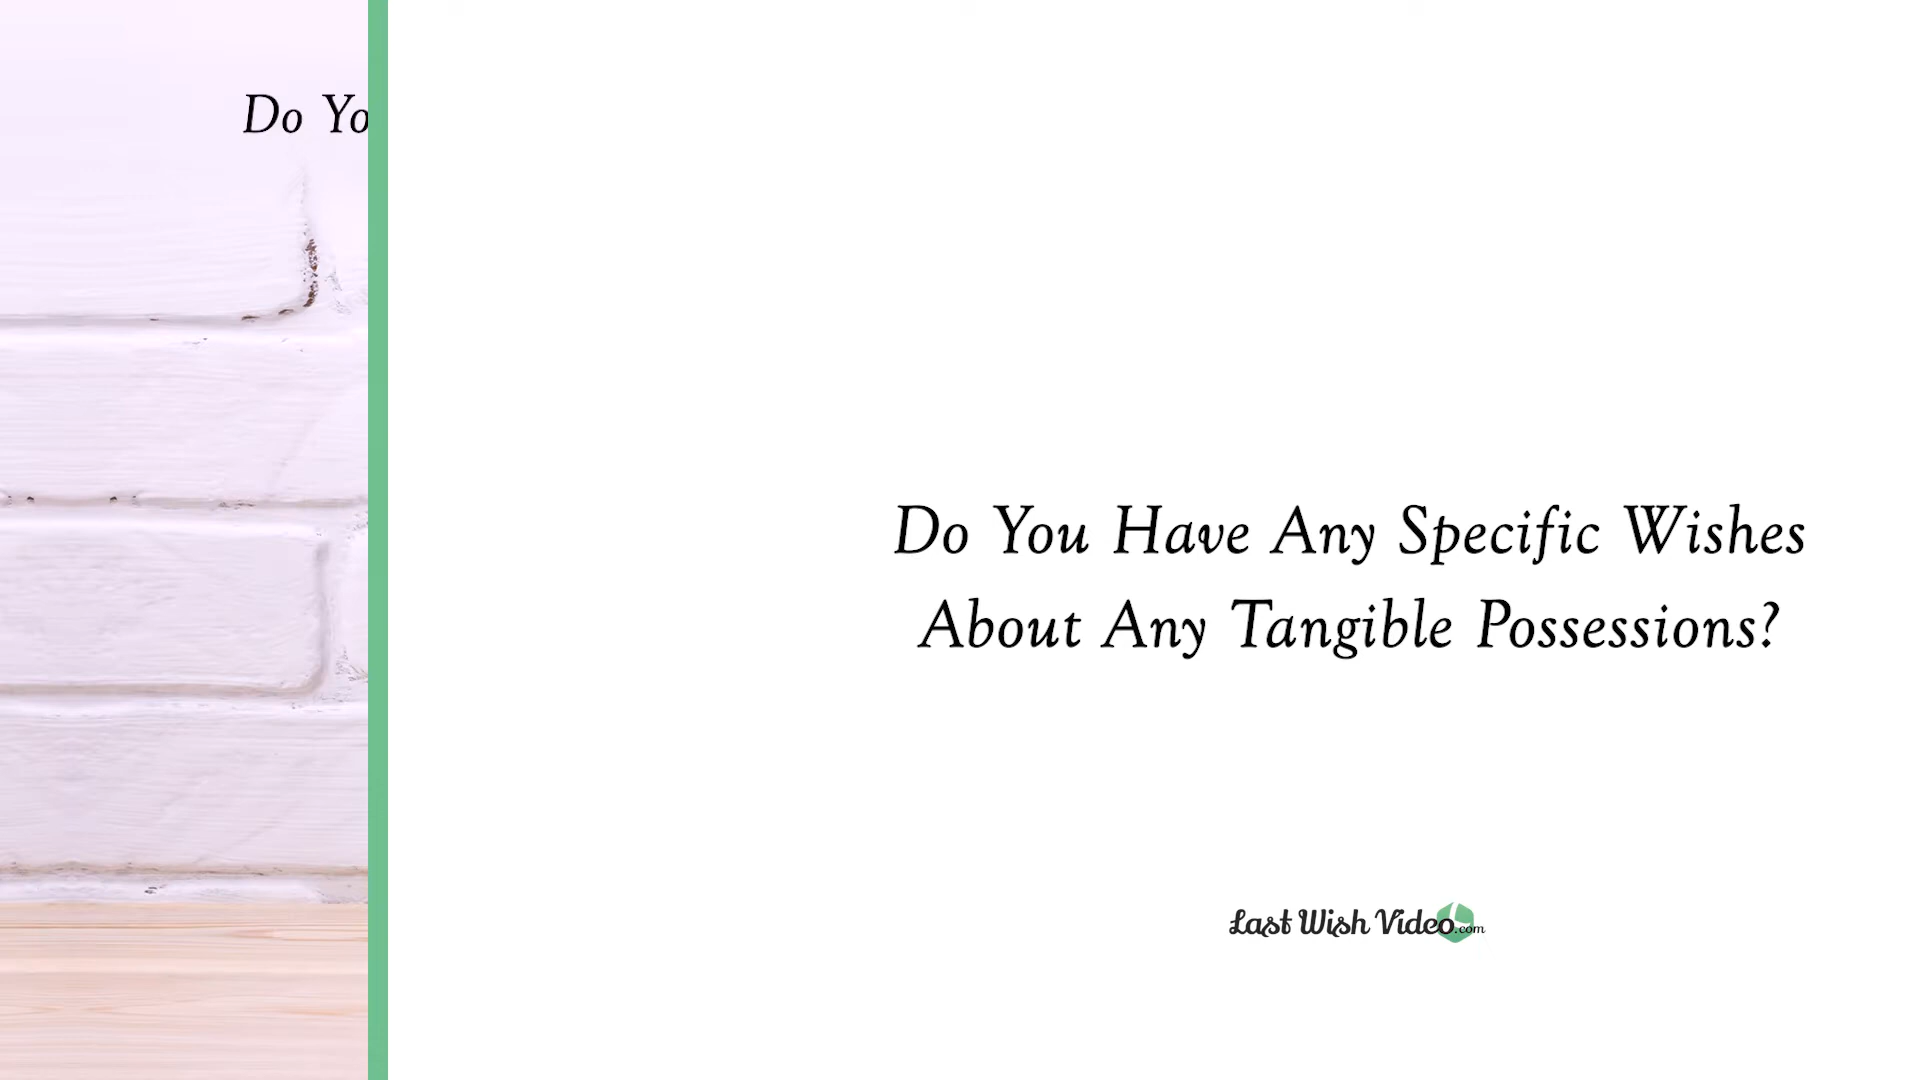 Do Yo
Do You Have Any Specific Wishes
About Any Tangible Possessions?
Last Wish Video.com